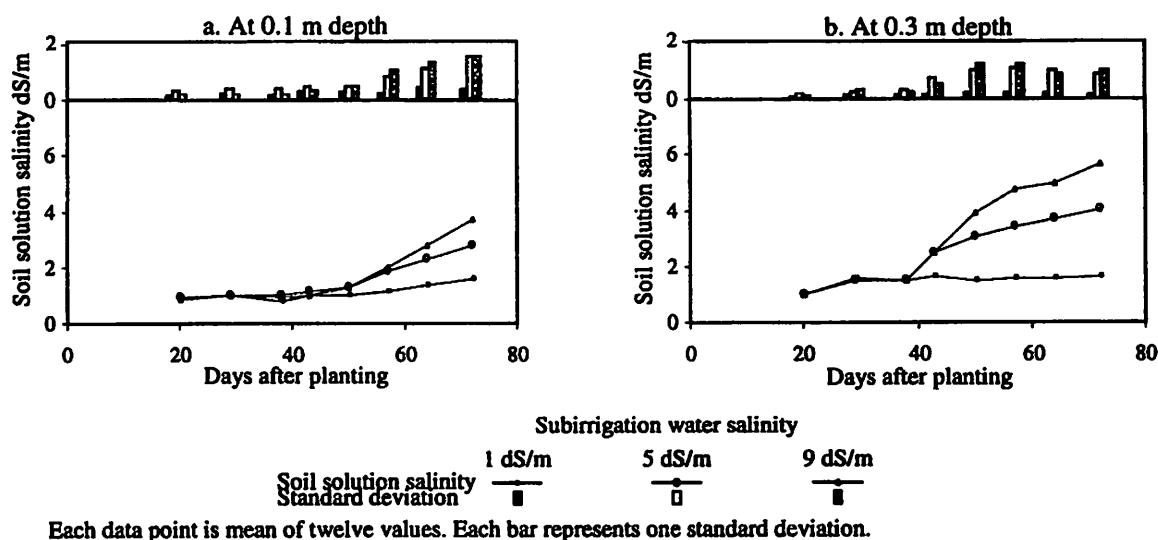 a. At 0.1 m depth
2
0
6
4
2
0
Soil solution salinity dS/m
0 20 40 60 80
Days after planting
b. At 0.3 m depth
2
0
6
4
2
0
Soil solution salinity dS/m
0 20 40 60 80
Days after planting
Subirrigation water salinity
1 dS/m 5 dS/m 9 dS/m
Soil solution salinity
Standard deviation
Each data point is mean of twelve values. Each bar represents one standard deviation.